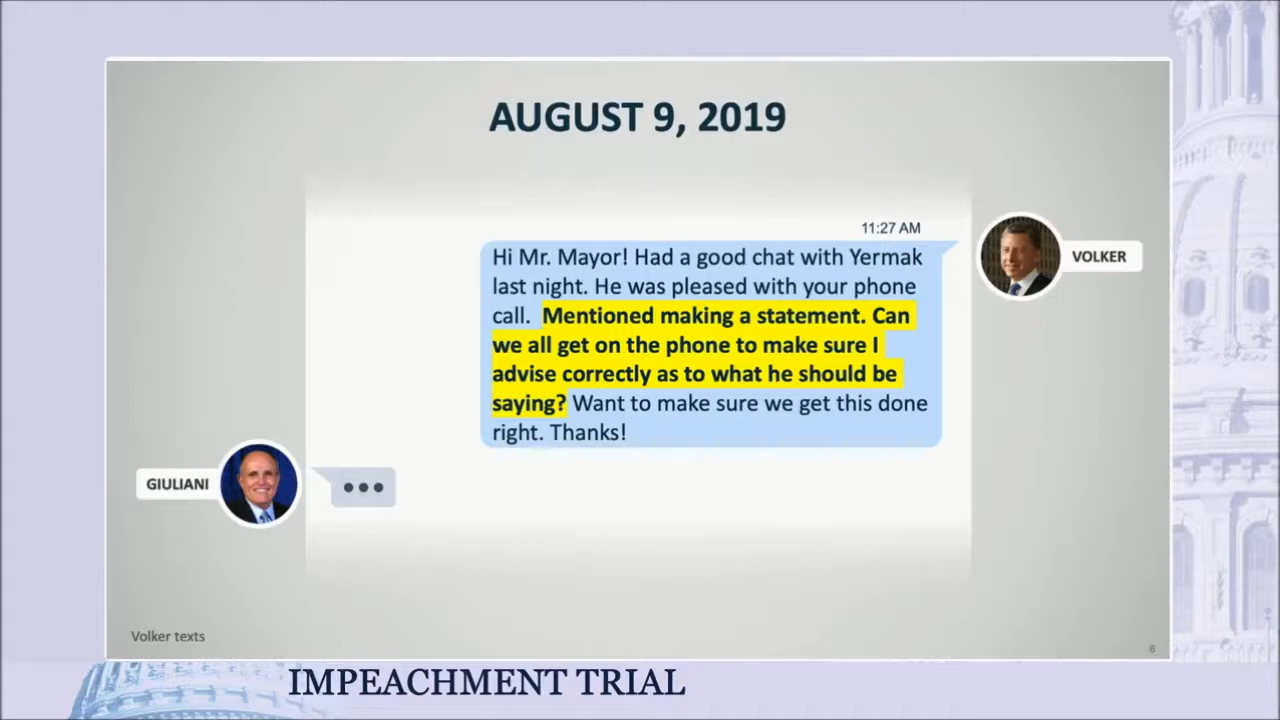 AUGUST 9, 2019
11:27 AM
VOLKER
Hi Mr. Mayor! Had a good chat with Yermak
last night. He was pleased with your phone
call. Mentioned making a statement. Can
we all get on the phone to make sure I
advise correctly as to what he should be
saying? Want to make sure we get this done
right. Thanks!
GIULIANI
Volker texts
6
IMPEACHMENT TRIAL